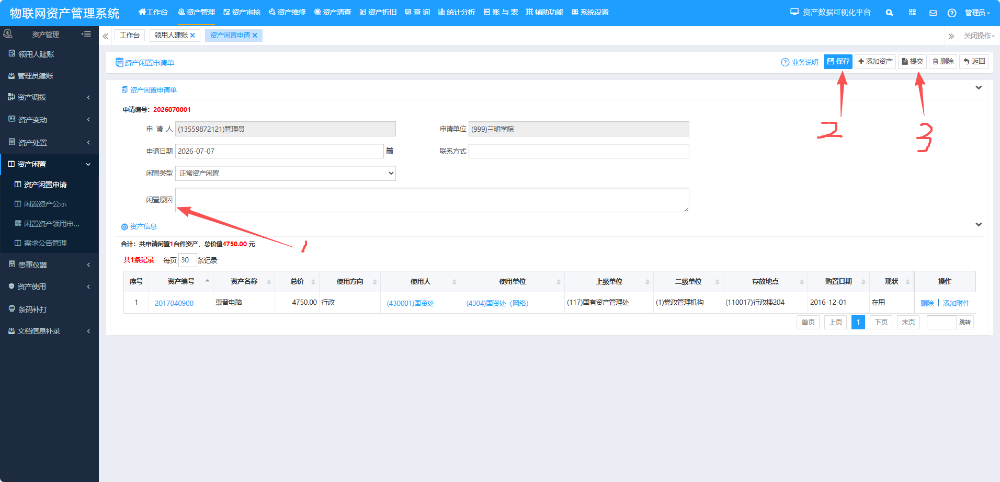 物联网资产管理系统 工作台 资产管理 资产审核 资产维修 资产清查 资产折旧 查 询 统计分析 账 与 表 辅助功能 系统设置 资产数据可视化平台 管理员
资产管理 工作台 领用人建账 资产闲置申请 关闭操作
领用人建账
管理员建账
资产调拨
资产变动
资产处置
资产闲置
资产闲置申请
闲置资产公示
闲置资产领用申...
需求公告管理
贵重仪器
资产使用
条码补打
文档信息补录
资产闲置申请单 业务说明 保存 添加资产 提交 删除 返回
资产闲置申请单
申请编号：2026070001
申 请 人 (13559872121)管理员 申请单位 (999)三明学院
申请日期 2026-07-07 联系方式
闲置类型 正常资产闲置
闲置原因
1
2
3
资产信息
合计：共申请闲置1台件资产，总价值4750.00 元
共1条记录 每页 30 条记录
序号 资产编号 资产名称 总价 使用方向 使用人 使用单位 上级单位 二级单位 存放地点 购置日期 现状 操作
1 2017040900 惠普电脑 4750.00 行政 (430001)国资处 (4304)国资处（网络） (117)国有资产管理处 (1)党政管理机构 (110017)行政楼204 2016-12-01 在用 删除 | 添加附件
首页 上页 1 下页 末页 跳转